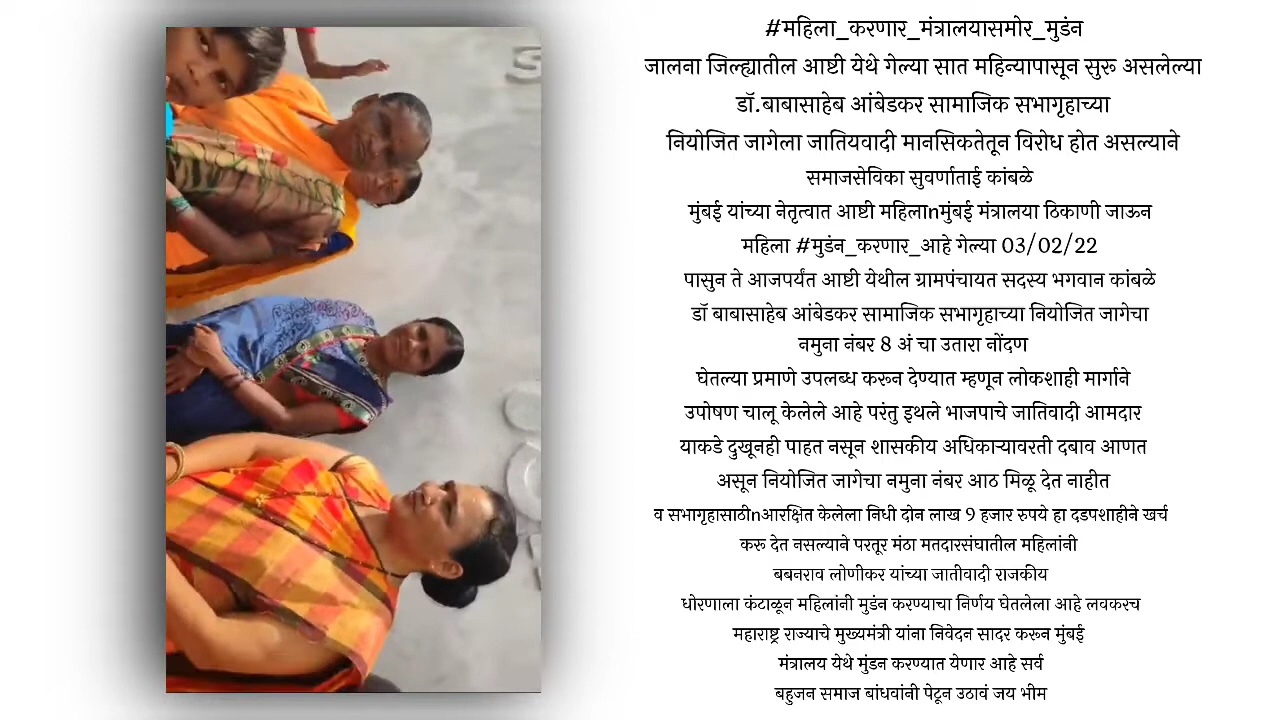 #महिला_करणार_मंत्रालयासमोर_मुडंन
जालना जिल्ह्यातील आष्टी येथे गेल्या सात महिन्यापासून सुरू असलेल्या
डॉ.बाबासाहेब आंबेडकर सामाजिक सभागृहाच्या
नियोजित जागेला जातियवादी मानसिकतेतून विरोध होत असल्याने
समाजसेविका सुवर्णाताई कांबळे
मुंबई यांच्या नेतृत्वात आष्टी महिलाnमुंबई मंत्रालया ठिकाणी जाऊन
महिला #मुडंन_करणार_आहे गेल्या 03/02/22
पासुन ते आजपर्यंत आष्टी येथील ग्रामपंचायत सदस्य भगवान कांबळे
डॉ बाबासाहेब आंबेडकर सामाजिक सभागृहाच्या नियोजित जागेचा
नमुना नंबर 8 अं चा उतारा नोंदण
घेतल्या प्रमाणे उपलब्ध करून देण्यात म्हणून लोकशाही मार्गाने
उपोषण चालू केलेले आहे परंतु इथले भाजपाचे जातिवादी आमदार
याकडे दुखूनही पाहत नसून शासकीय अधिकाऱ्यावरती दबाव आणत
असून नियोजित जागेचा नमुना नंबर आठ मिळू देत नाहीत
व सभागृहासाठीnआरक्षित केलेला निधी दोन लाख 9 हजार रुपये हा दडपशाहीने खर्च
करू देत नसल्याने परतूर मंठा मतदारसंघातील महिलांनी
बबनराव लोणीकर यांच्या जातीवादी राजकीय
धोरणाला कंटाळून महिलांनी मुडंन करण्याचा निर्णय घेतलेला आहे लवकरच
महाराष्ट्र राज्याचे मुख्यमंत्री यांना निवेदन सादर करून मुंबई
मंत्रालय येथे मुंडन करण्यात येणार आहे सर्व
बहुजन समाज बांधवांनी पेटून उठावं जय भीम